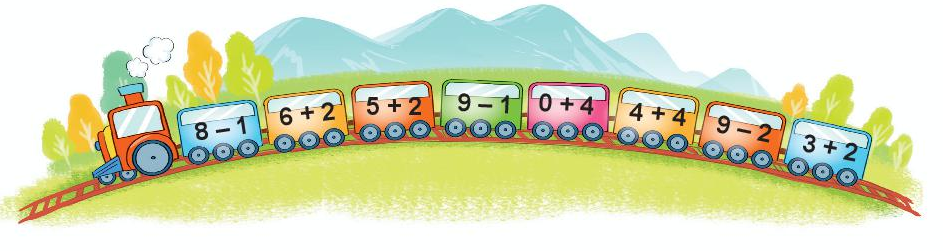 8 – 1 6 + 2 5 + 2 9 – 1 0 + 4 4 + 4 9 – 2 3 + 2